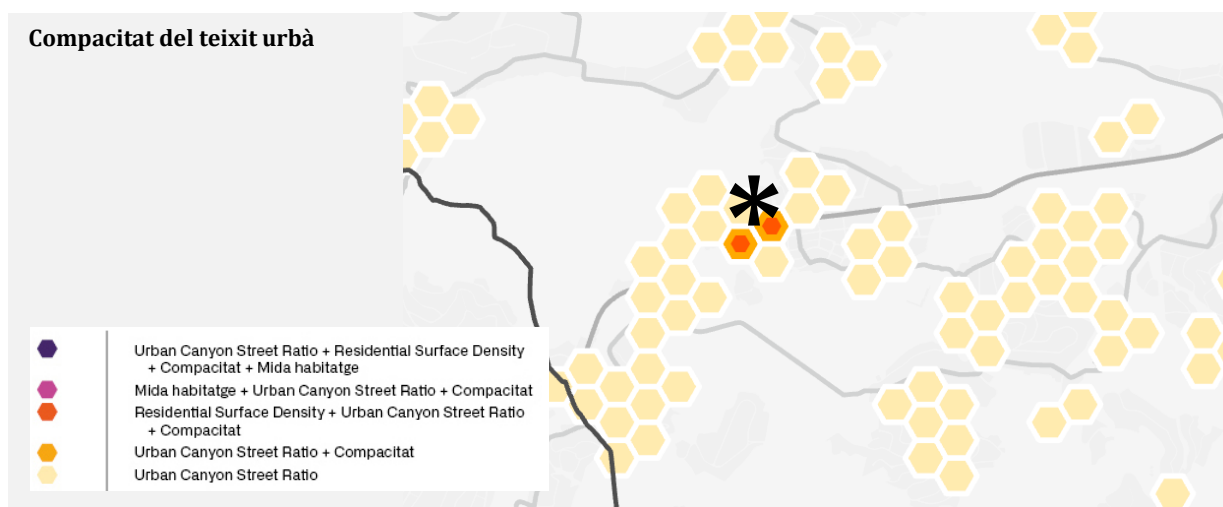 Compacitat del teixit urbà
Urban Canyon Street Ratio + Residential Surface Density
+ Compacitat + Mida habitatge
Mida habitatge + Urban Canyon Street Ratio + Compacitat
Residential Surface Density + Urban Canyon Street Ratio
+ Compacitat
Urban Canyon Street Ratio + Compacitat
Urban Canyon Street Ratio